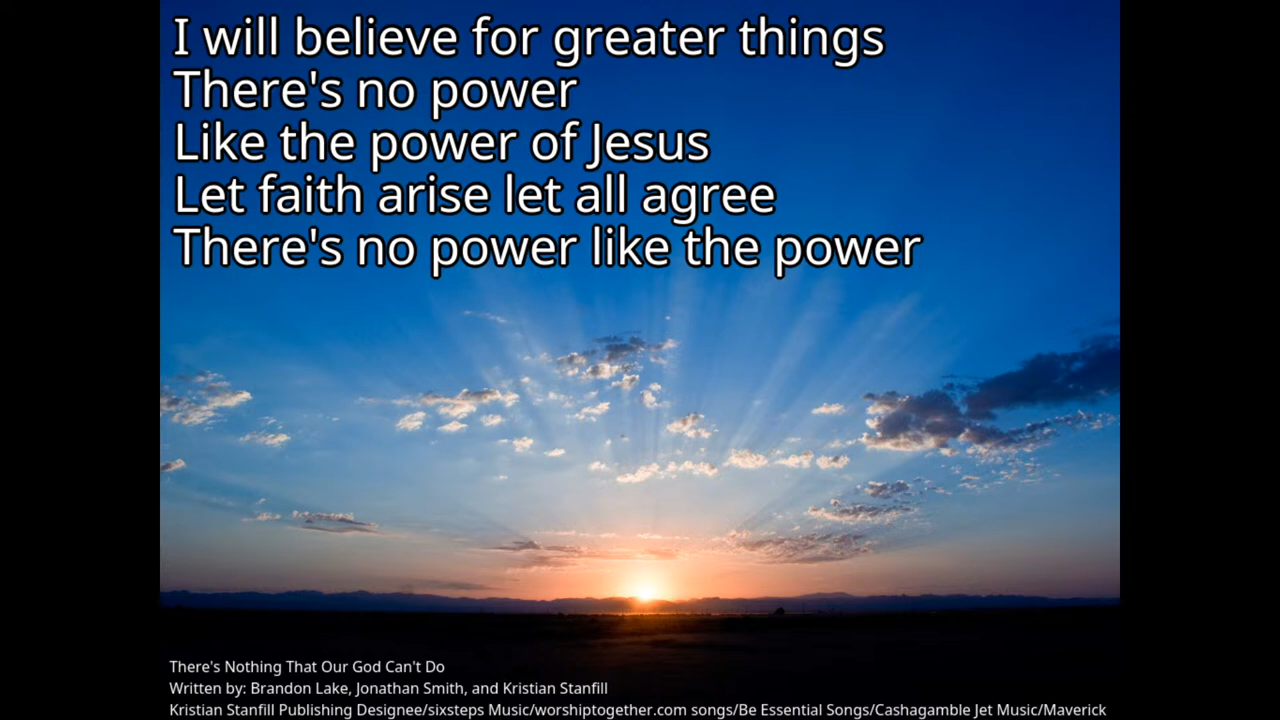 I will believe for greater things
There's no power
Like the power of Jesus
Let faith arise let all agree
There's no power like the power
There's Nothing That Our God Can't Do
Written by: Brandon Lake, Jonathan Smith, and Kristian Stanfill
Kristian Stanfill Publishing Designee/sixsteps Music/worshiptogether.com songs/Be Essential Songs/Cashagamble Jet Music/Maverick